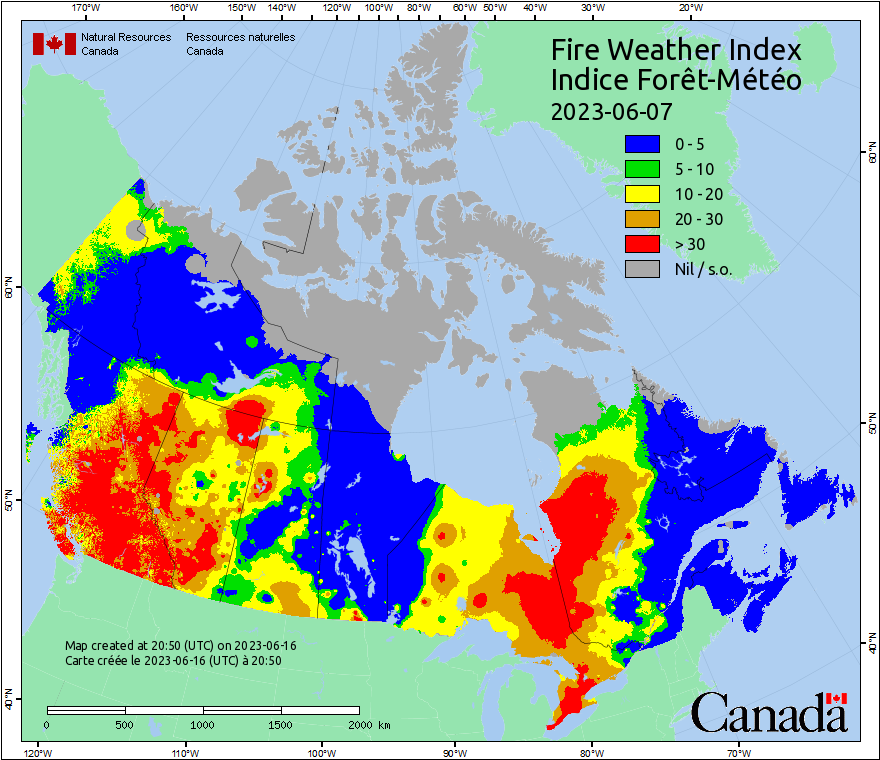 170°W 160°W 150°W 140°W 130°W 120°W 110°W 100°W 90°W 80°W 70°W 60°W 50°W 40°W 30°W 20°W
Natural Resources Ressources naturelles
Canada Canada
Fire Weather Index
Indice Forêt-Météo
2023-06-07
0 - 5
5 - 10
10 - 20
20 - 30
> 30
Nil / s.o.
60°N
60°N
50°N
50°N
40°N
40°N
Map created at 20:50 (UTC) on 2023-06-16
Carte créée le 2023-06-16 (UTC) à 20:50
0 500 1000 1500 2000 km
Canada
120°W 110°W 100°W 90°W 80°W 70°W